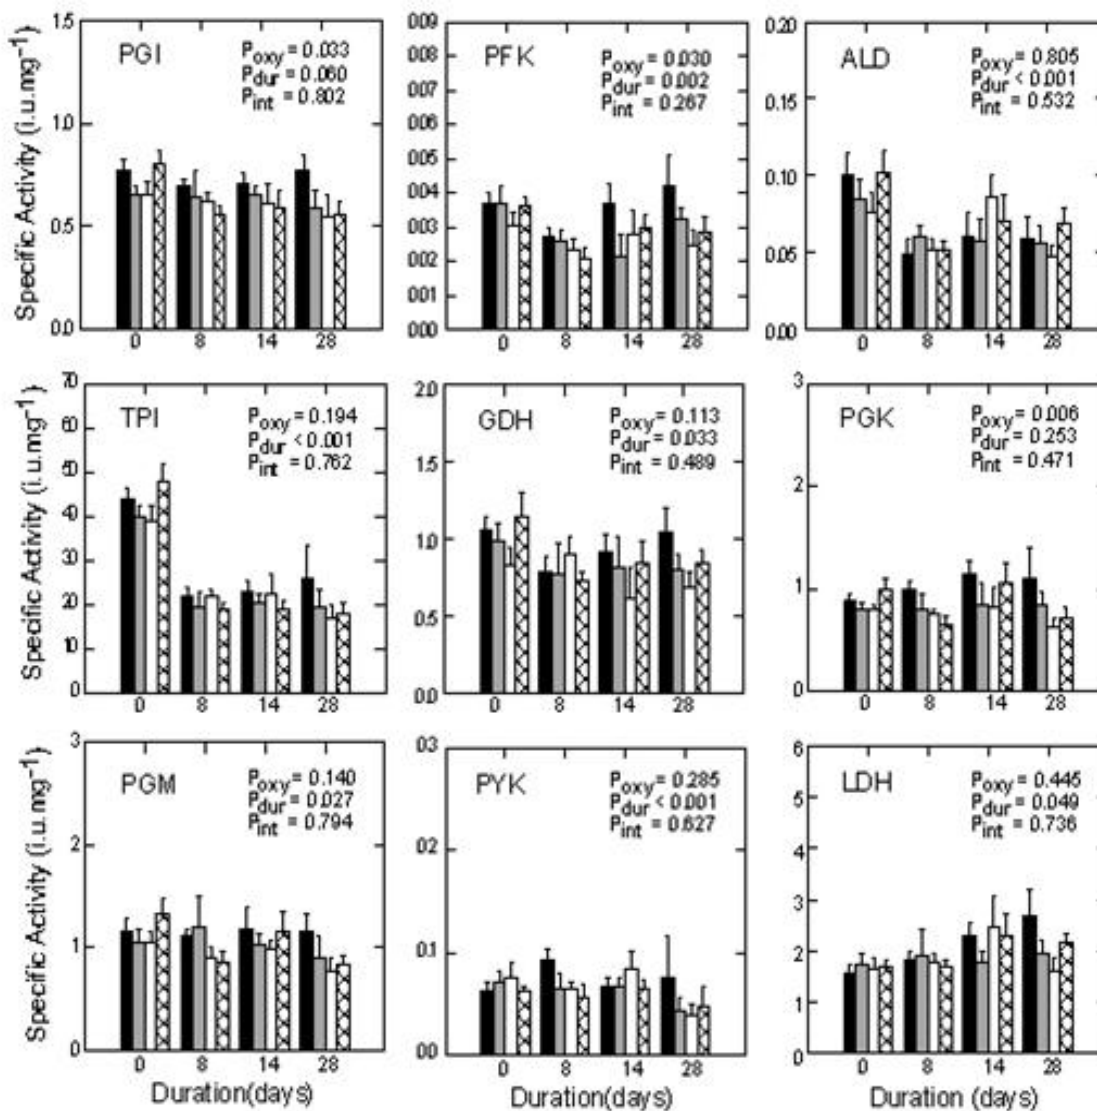 Specific Activity (i.u.mg⁻¹)
1.5
1.0
0.5
0.0
PGI
Poxy = 0.033
Pdur = 0.060
Pint = 0.802
0 8 14 28
.009
.008
.007
.006
.005
.004
.003
.002
.001
.000
PFK
Poxy = 0.030
Pdur = 0.002
Pint = 0.267
0 8 14 28
0.20
0.15
0.10
0.05
0.00
ALD
Poxy = 0.805
Pdur < 0.001
Pint = 0.532
0 8 14 28
Specific Activity (i.u.mg⁻¹)
70
60
50
40
30
20
10
0
TPI
Poxy = 0.194
Pdur < 0.001
Pint = 0.762
0 8 14 28
2.0
1.5
1.0
0.5
0.0
GDH
Poxy = 0.113
Pdur = 0.033
Pint = 0.489
0 8 14 28
3
2
1
0
PGK
Poxy = 0.006
Pdur = 0.253
Pint = 0.471
0 8 14 28
Specific Activity (i.u.mg⁻¹)
3
2
1
0
PGM
Poxy = 0.140
Pdur = 0.027
Pint = 0.794
0 8 14 28
Duration(days)
03
02
01
00
PYK
Poxy = 0.285
Pdur < 0.001
Pint = 0.627
0 8 14 28
Duration(days)
6
5
4
3
2
1
0
LDH
Poxy = 0.445
Pdur = 0.049
Pint = 0.736
0 8 14 28
Duration (days)